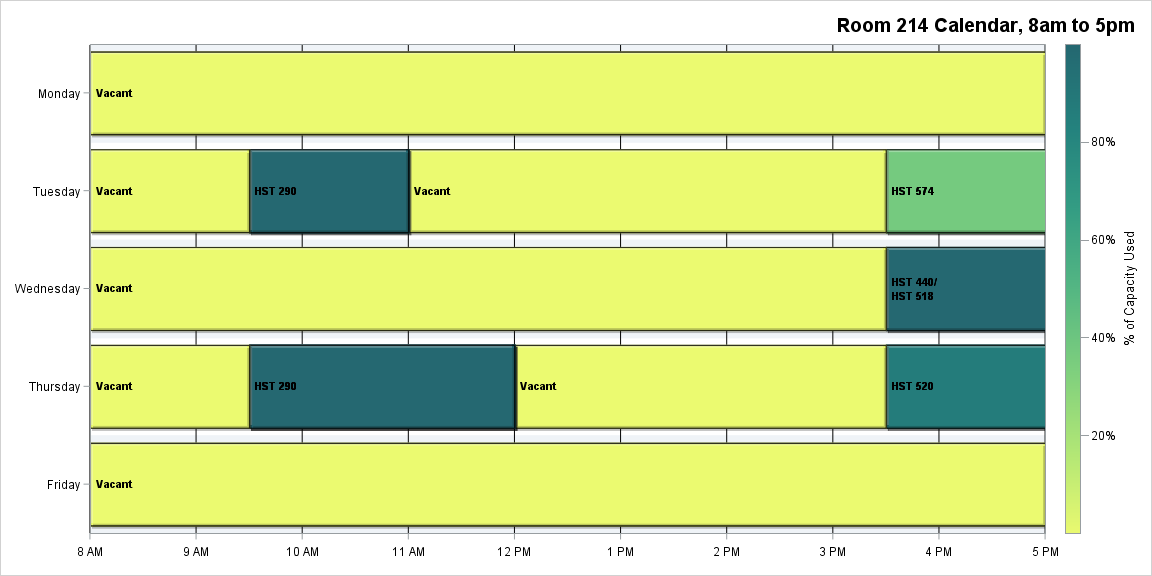 Room 214 Calendar, 8am to 5pm
Monday
Vacant
Tuesday
Vacant
HST 290
Vacant
HST 574
Wednesday
Vacant
HST 440/
HST 518
Thursday
Vacant
HST 290
Vacant
HST 520
Friday
Vacant
8 AM
9 AM
10 AM
11 AM
12 PM
1 PM
2 PM
3 PM
4 PM
5 PM
80%
60%
40%
20%
% of Capacity Used